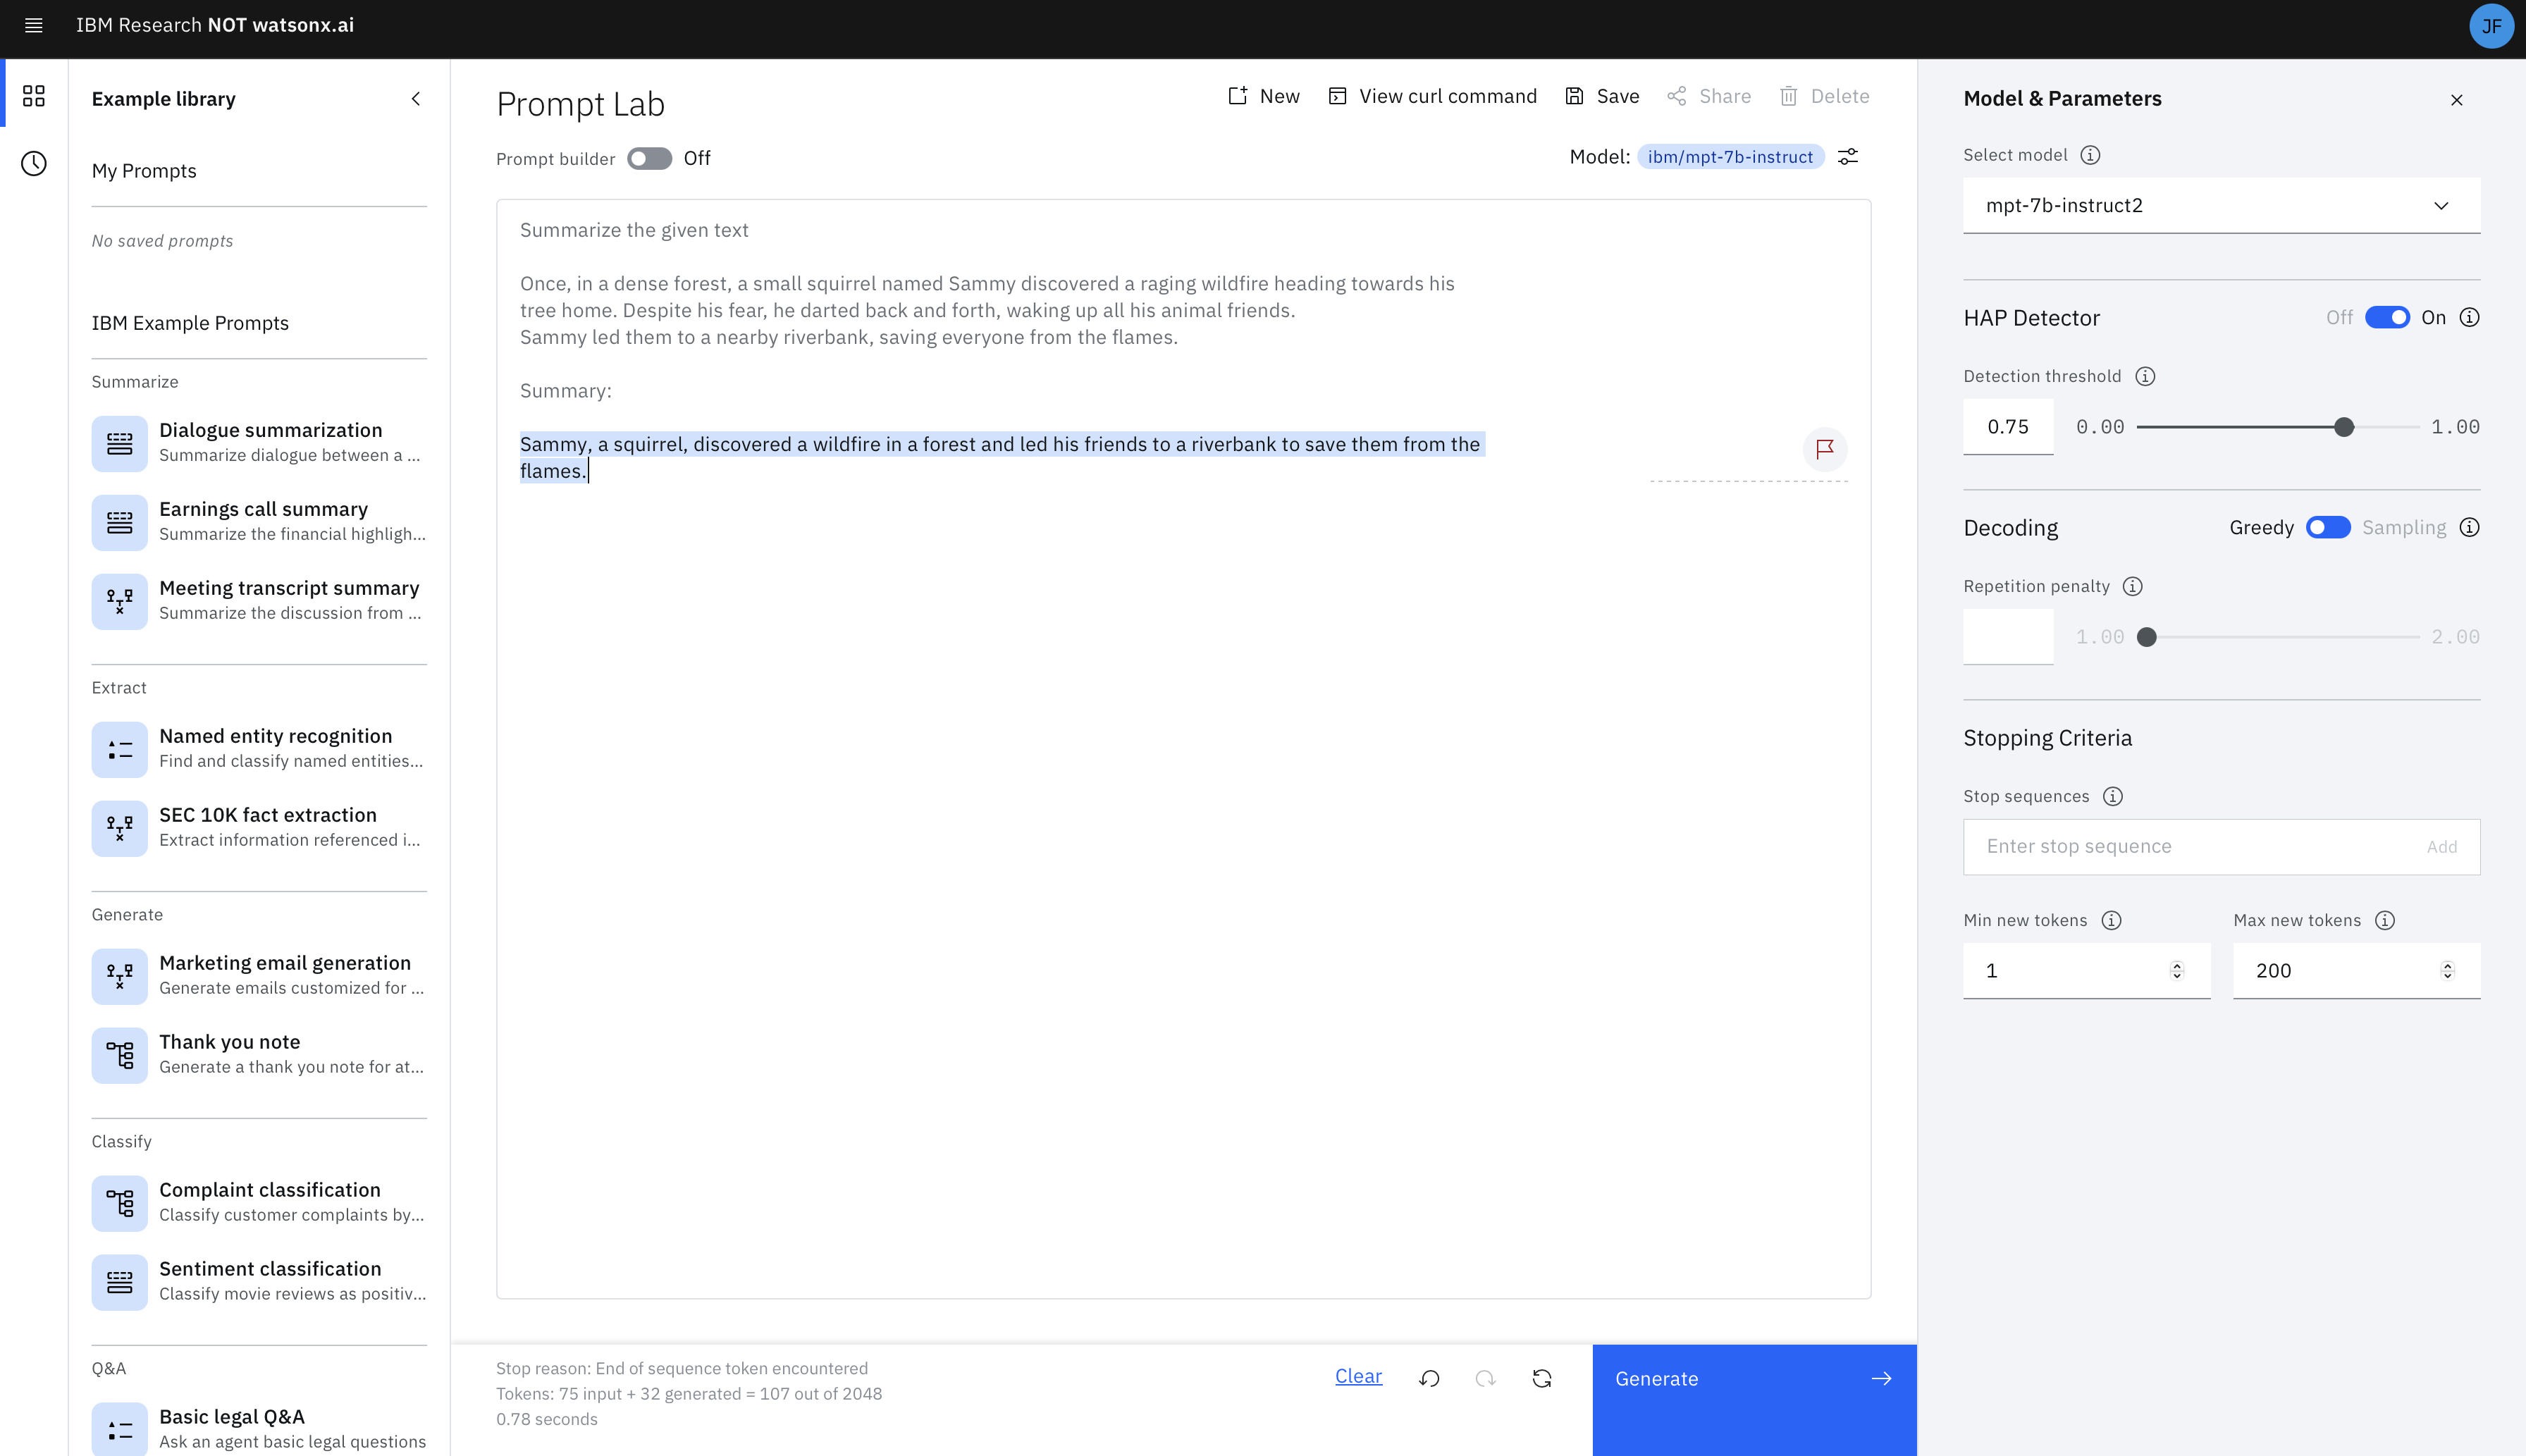 IBM Research NOT watsonx.ai
JF
Example library
My Prompts
No saved prompts
IBM Example Prompts
Summarize
Dialogue summarization
Summarize dialogue between a ...
Earnings call summary
Summarize the financial highligh...
Meeting transcript summary
Summarize the discussion from ...
Extract
Named entity recognition
Find and classify named entities...
SEC 10K fact extraction
Extract information referenced i...
Generate
Marketing email generation
Generate emails customized for ...
Thank you note
Generate a thank you note for at...
Classify
Complaint classification
Classify customer complaints by...
Sentiment classification
Classify movie reviews as positiv...
Q&A
Basic legal Q&A
Ask an agent basic legal questions
Prompt Lab
New
View curl command
Save
Share
Delete
Prompt builder Off
Model: ibm/mpt-7b-instruct
Summarize the given text
Once, in a dense forest, a small squirrel named Sammy discovered a raging wildfire heading towards his
tree home. Despite his fear, he darted back and forth, waking up all his animal friends.
Sammy led them to a nearby riverbank, saving everyone from the flames.
Summary:
Sammy, a squirrel, discovered a wildfire in a forest and led his friends to a riverbank to save them from the
flames.
Stop reason: End of sequence token encountered
Tokens: 75 input + 32 generated = 107 out of 2048
0.78 seconds
Clear
Generate
Model & Parameters
Select model
mpt-7b-instruct2
HAP Detector Off On
Detection threshold
0.75 0.00 1.00
Decoding Greedy Sampling
Repetition penalty
1.00 2.00
Stopping Criteria
Stop sequences
Enter stop sequence Add
Min new tokens Max new tokens
1 200